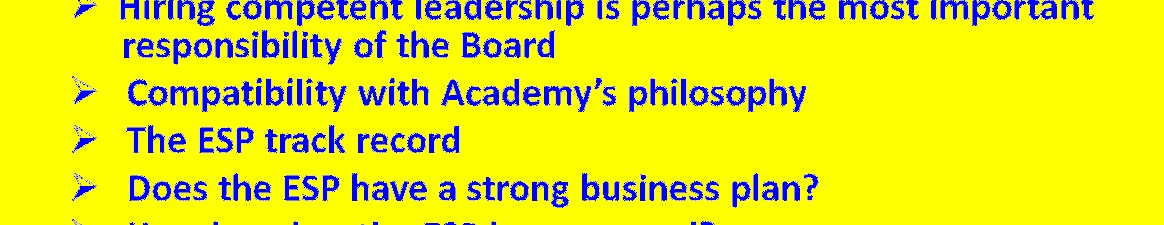 ➢ Hiring competent leadership is perhaps the most important
responsibility of the Board
➢ Compatibility with Academy’s philosophy
➢ The ESP track record
➢ Does the ESP have a strong business plan?